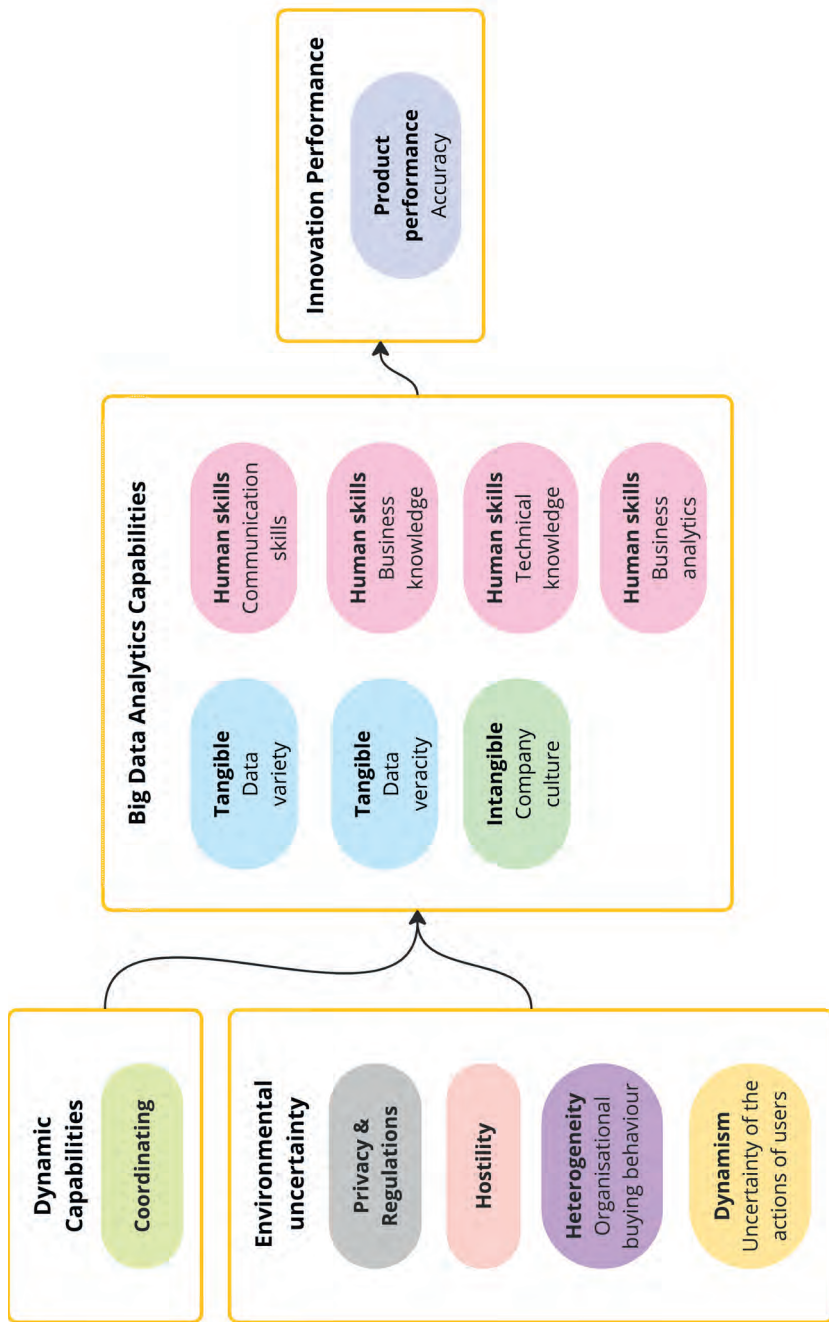 Dynamic
Capabilities
Coordinating
Environmental
uncertainty
Privacy &
Regulations
Hostility
Heterogeneity
Organisational
buying behaviour
Dynamism
Uncertainty of the
actions of users
Big Data Analytics Capabilities
Tangible
Data
variety
Tangible
Data
veracity
Intangible
Company
culture
Human skills
Communication
skills
Human skills
Business
knowledge
Human skills
Technical
knowledge
Human skills
Business
analytics
Innovation Performance
Product
performance
Accuracy